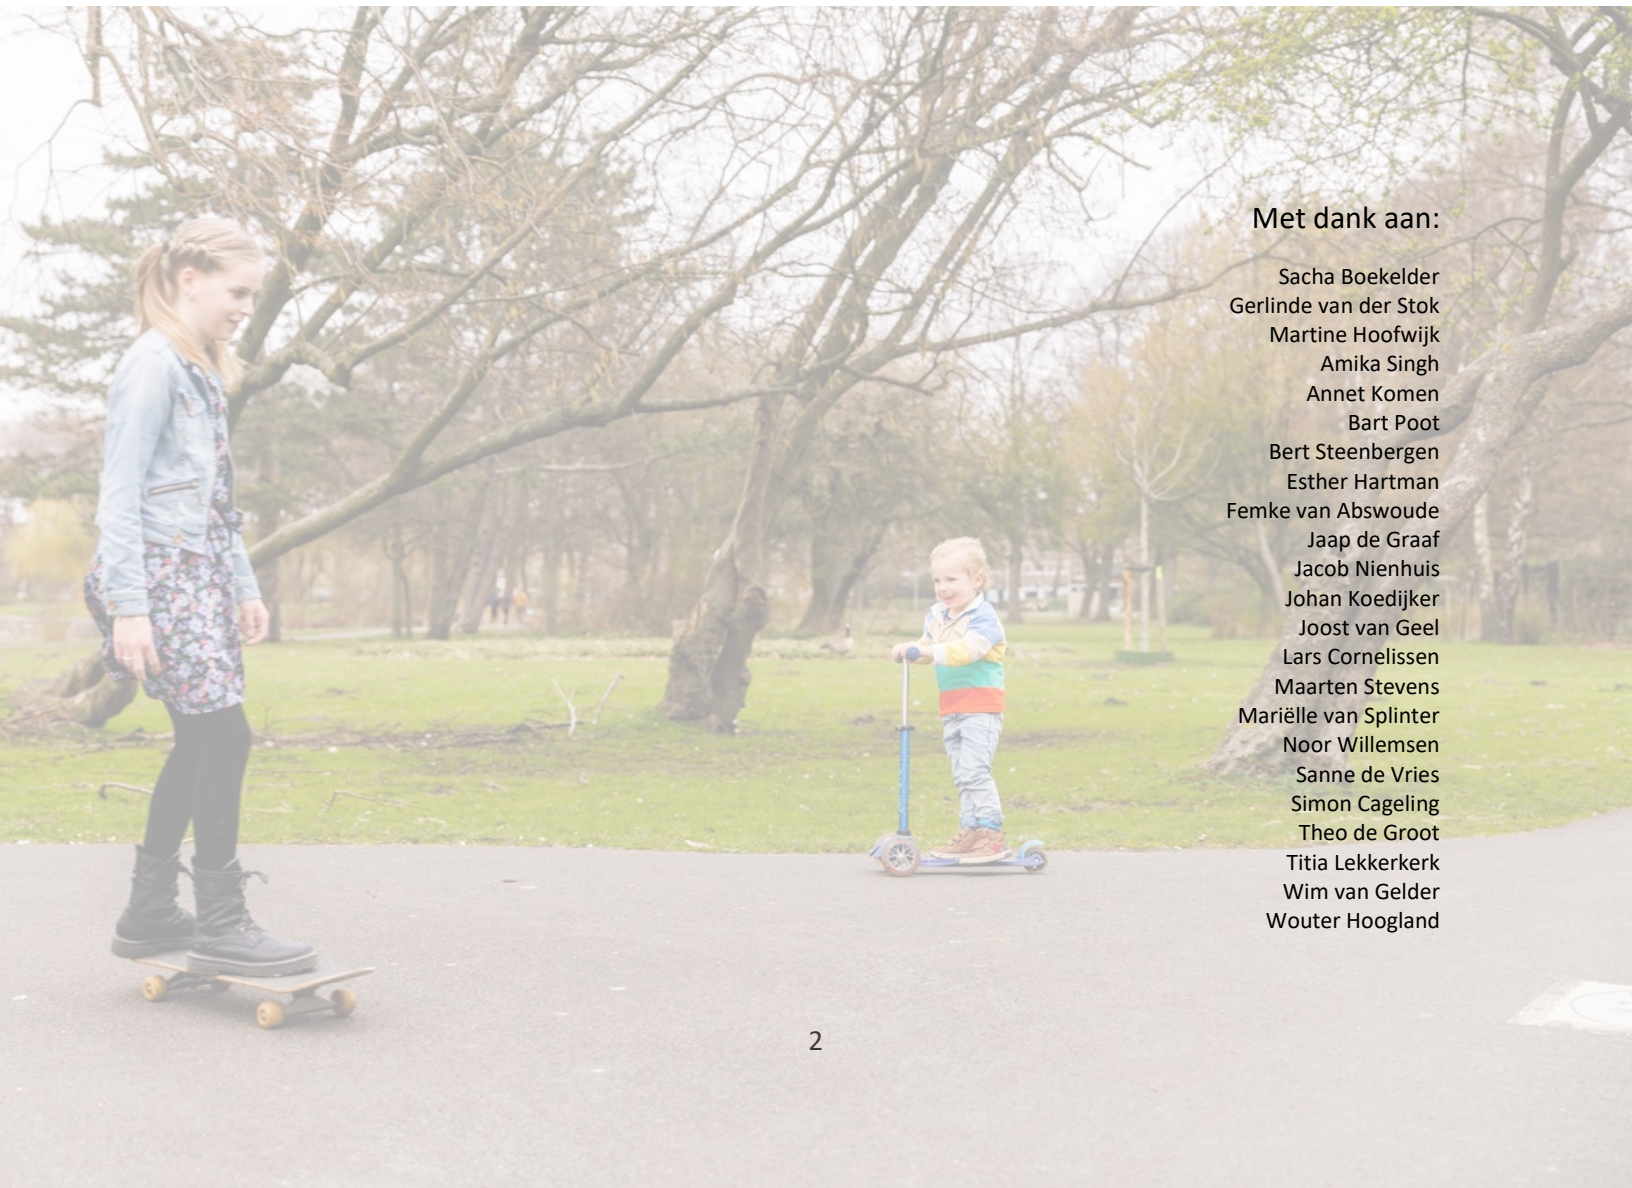 Met dank aan:
Sacha Boekelder
Gerlinde van der Stok
Martine Hoofwijk
Amika Singh
Annet Komen
Bart Poot
Bert Steenbergen
Esther Hartman
Femke van Abswoude
Jaap de Graaf
Jacob Nienhuis
Johan Koedijker
Joost van Geel
Lars Cornelissen
Maarten Stevens
Mariëlle van Splinter
Noor Willemsen
Sanne de Vries
Simon Cageling
Theo de Groot
Titia Lekkerkerk
Wim van Gelder
Wouter Hoogland
2